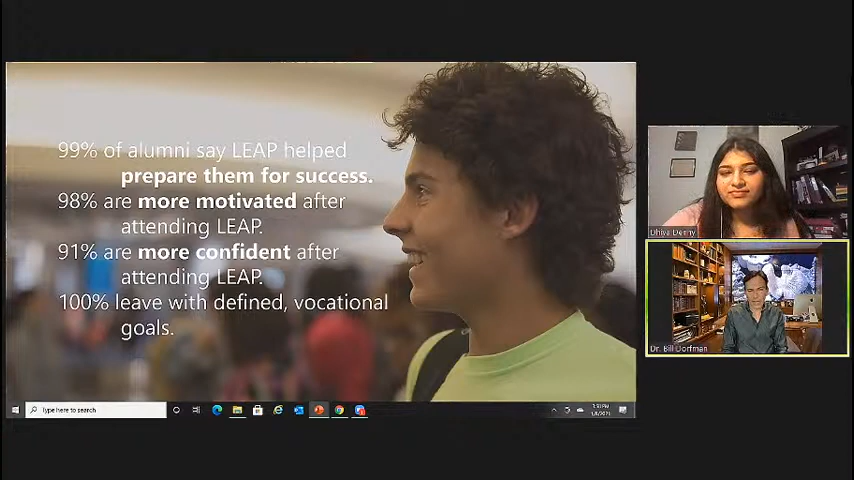 99% of alumni say LEAP helped
prepare them for success.
98% are more motivated after
attending LEAP.
91% are more confident after
attending LEAP.
100% leave with defined, vocational
goals.
Dhiya Denny
Dr. Bill Dorfman
Type here to search